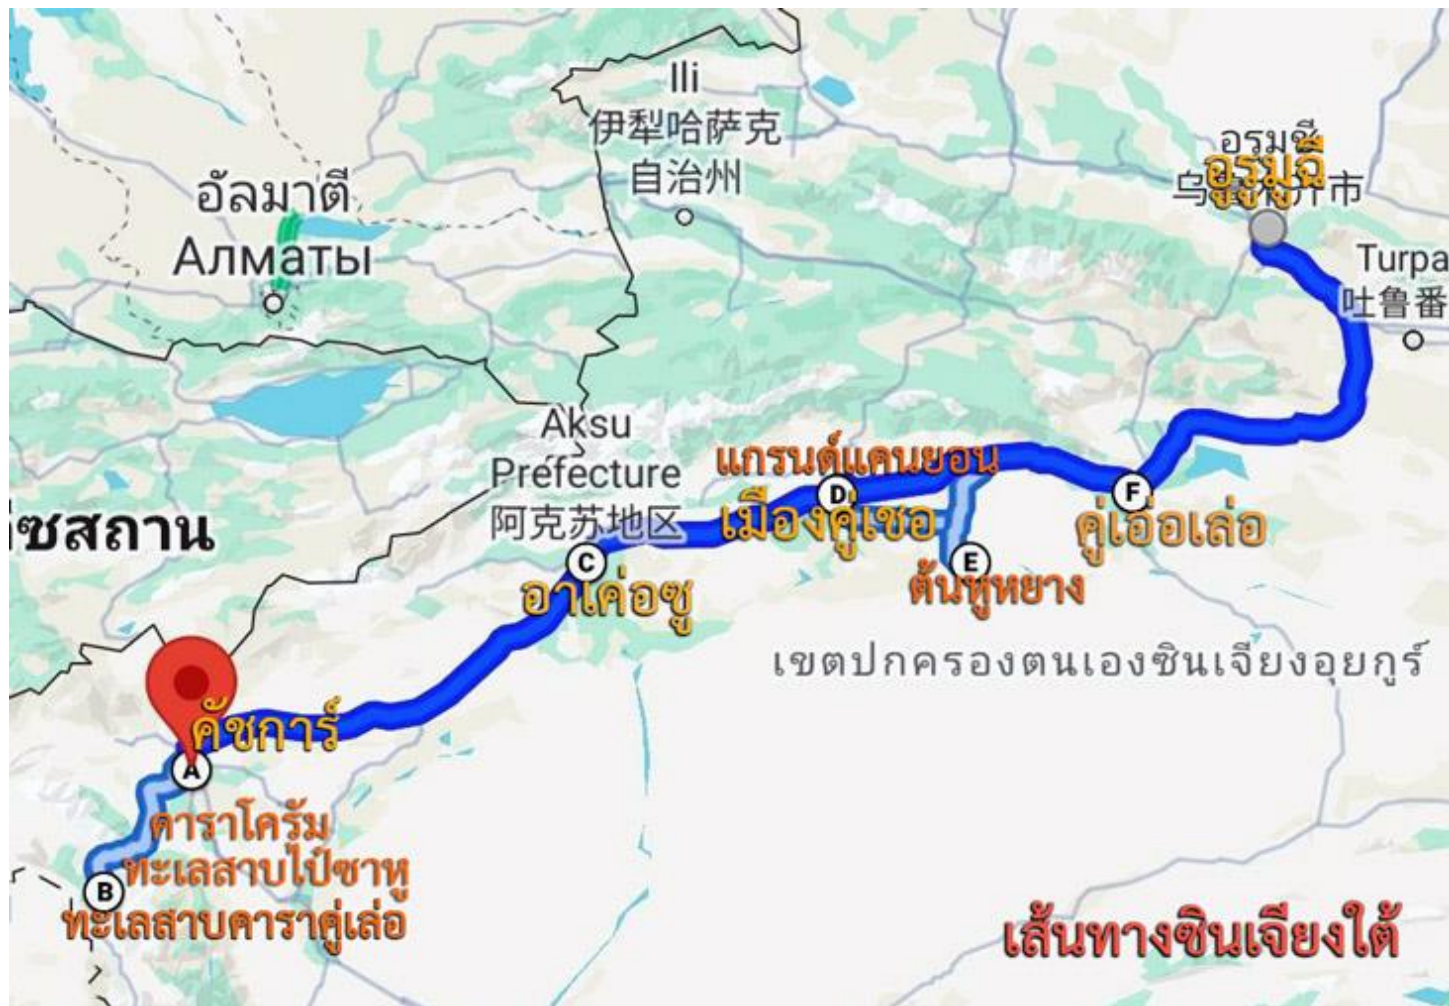 Ili
伊犁哈萨克
自治州
อุรุมชี
อูรูมูฉี
อัลมาตี
Алматы
Turpa
吐鲁番
Aksu
Prefecture
阿克苏地区
แกรนด์แคนยอน
D
เมืองคู่เชอ
F
คู่เอ๋อเล่อ
ซสถาน
C
อาเค่อซู
E
ต้นหูหยาง
เขตปกครองตนเองซินเจียงอุยกูร์
คัชการ์
A
คาราโครัม
ทะเลสาบไป๋ซาหู
B
ทะเลสาบคาราคู่เล่อ
เส้นทางซินเจียงใต้